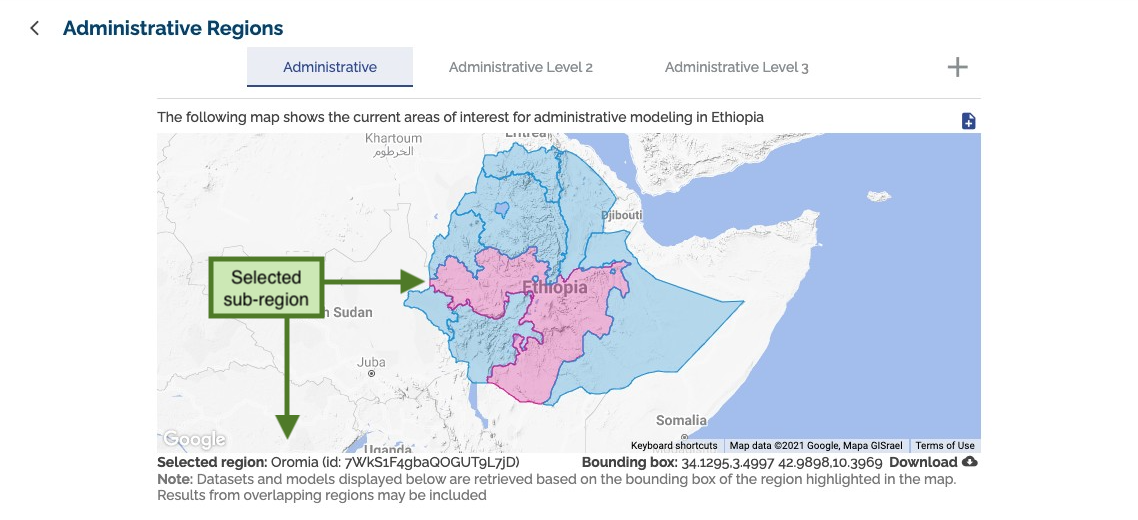 Administrative Regions
Administrative
Administrative Level 2
Administrative Level 3
The following map shows the current areas of interest for administrative modeling in Ethiopia
Khartoum
الخرطوم
Eritrea
Djibouti
Selected
sub-region
Ethiopia
h Sudan
Juba
Somalia
Uganda
Google
Keyboard shortcuts
Map data ©2021 Google, Mapa GISrael
Terms of Use
Selected region: Oromia (id: 7WkS1F4gbaQOGUT9L7jD)
Bounding box: 34.1295,3.4997 42.9898,10.3969 Download
Note: Datasets and models displayed below are retrieved based on the bounding box of the region highlighted in the map.
Results from overlapping regions may be included